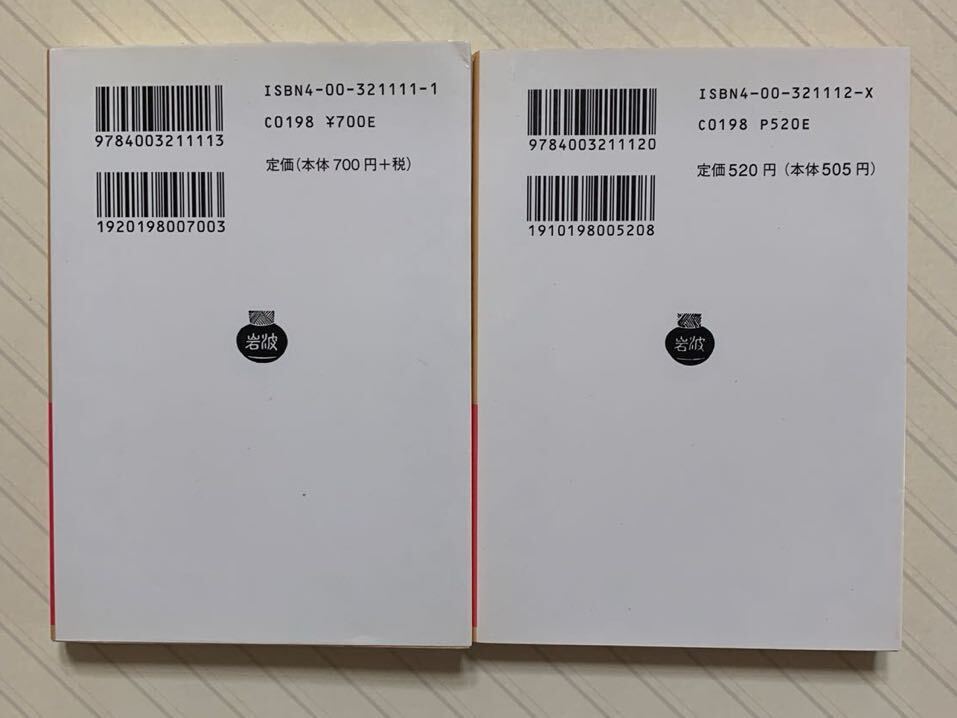 ISBN4-00-321111-1
9784003211113
C0198 ¥700E
定価(本体700円+税)
1920198007003
岩波
ISBN4-00-321112-X
9784003211120
C0198 P520E
定価520円(本体505円)
1910198005208
岩波